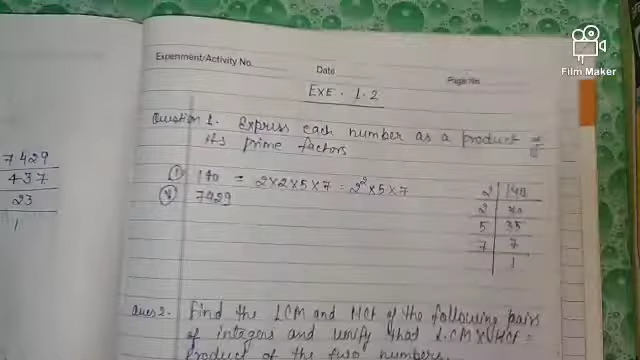 Film Maker
Experiment/Activity No.
Date
Page No.
EXE . 1.2
Question 1. Express each number as a product of
its prime factors
(i) 140 = 2×2×5×7 = 2²×5×7
(v) 7429
2 | 140
2 | 70
5 | 35
7 | 7
1
7429
437
23
1
Ques 2. Find the LCM and HCF of the following pairs
of integers and verify that LCM × HCF =
Product of the two numbers.